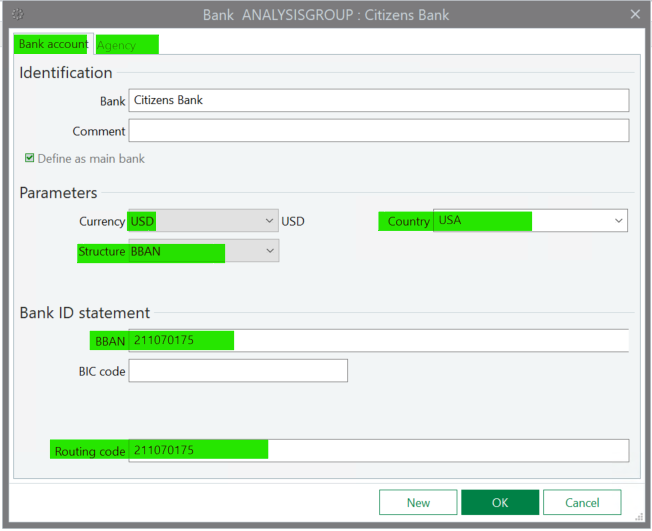 Bank ANALYSISGROUP : Citizens Bank
Bank account Agency
Identification
Bank Citizens Bank
Comment
Define as main bank
Parameters
Currency USD USD Country USA
Structure BBAN
Bank ID statement
BBAN 211070175
BIC code
Routing code 211070175
New OK Cancel